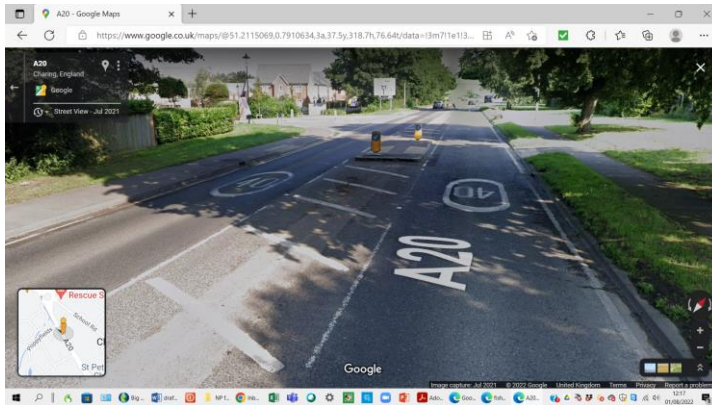 A20 - Google Maps
https://www.google.co.uk/maps/@51.2115069,0.7910634,3a,37.5y,318.7h,76.64t/data=!3m7!1e1!3...
A20
Charing, England
Google
Street View - Jul 2021
40
40
A20
Rescue S
School Rd
Poppyfields
A20
St Pet
Google
Image capture: Jul 2021 © 2022 Google United Kingdom Terms Privacy Report a problem
12:17
01/08/2022